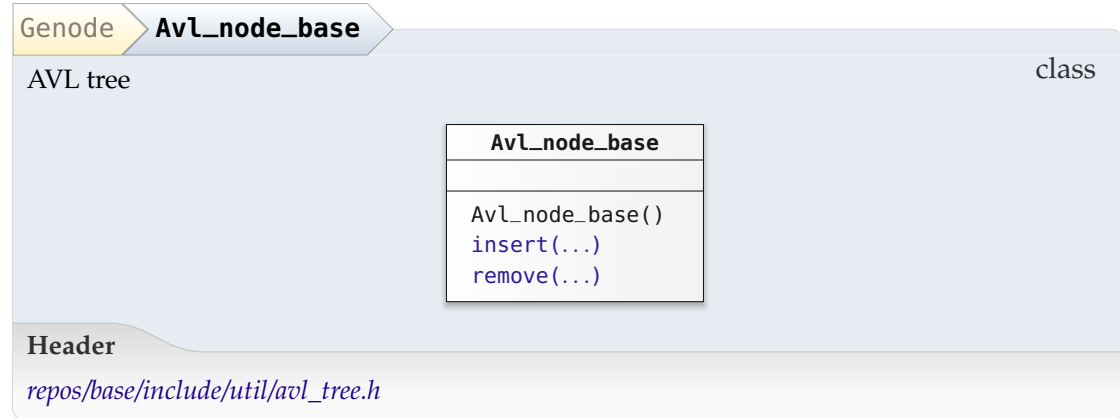 Genode Avl_node_base
class
AVL tree
Avl_node_base
Avl_node_base()
insert(...)
remove(...)
Header
repos/base/include/util/avl_tree.h